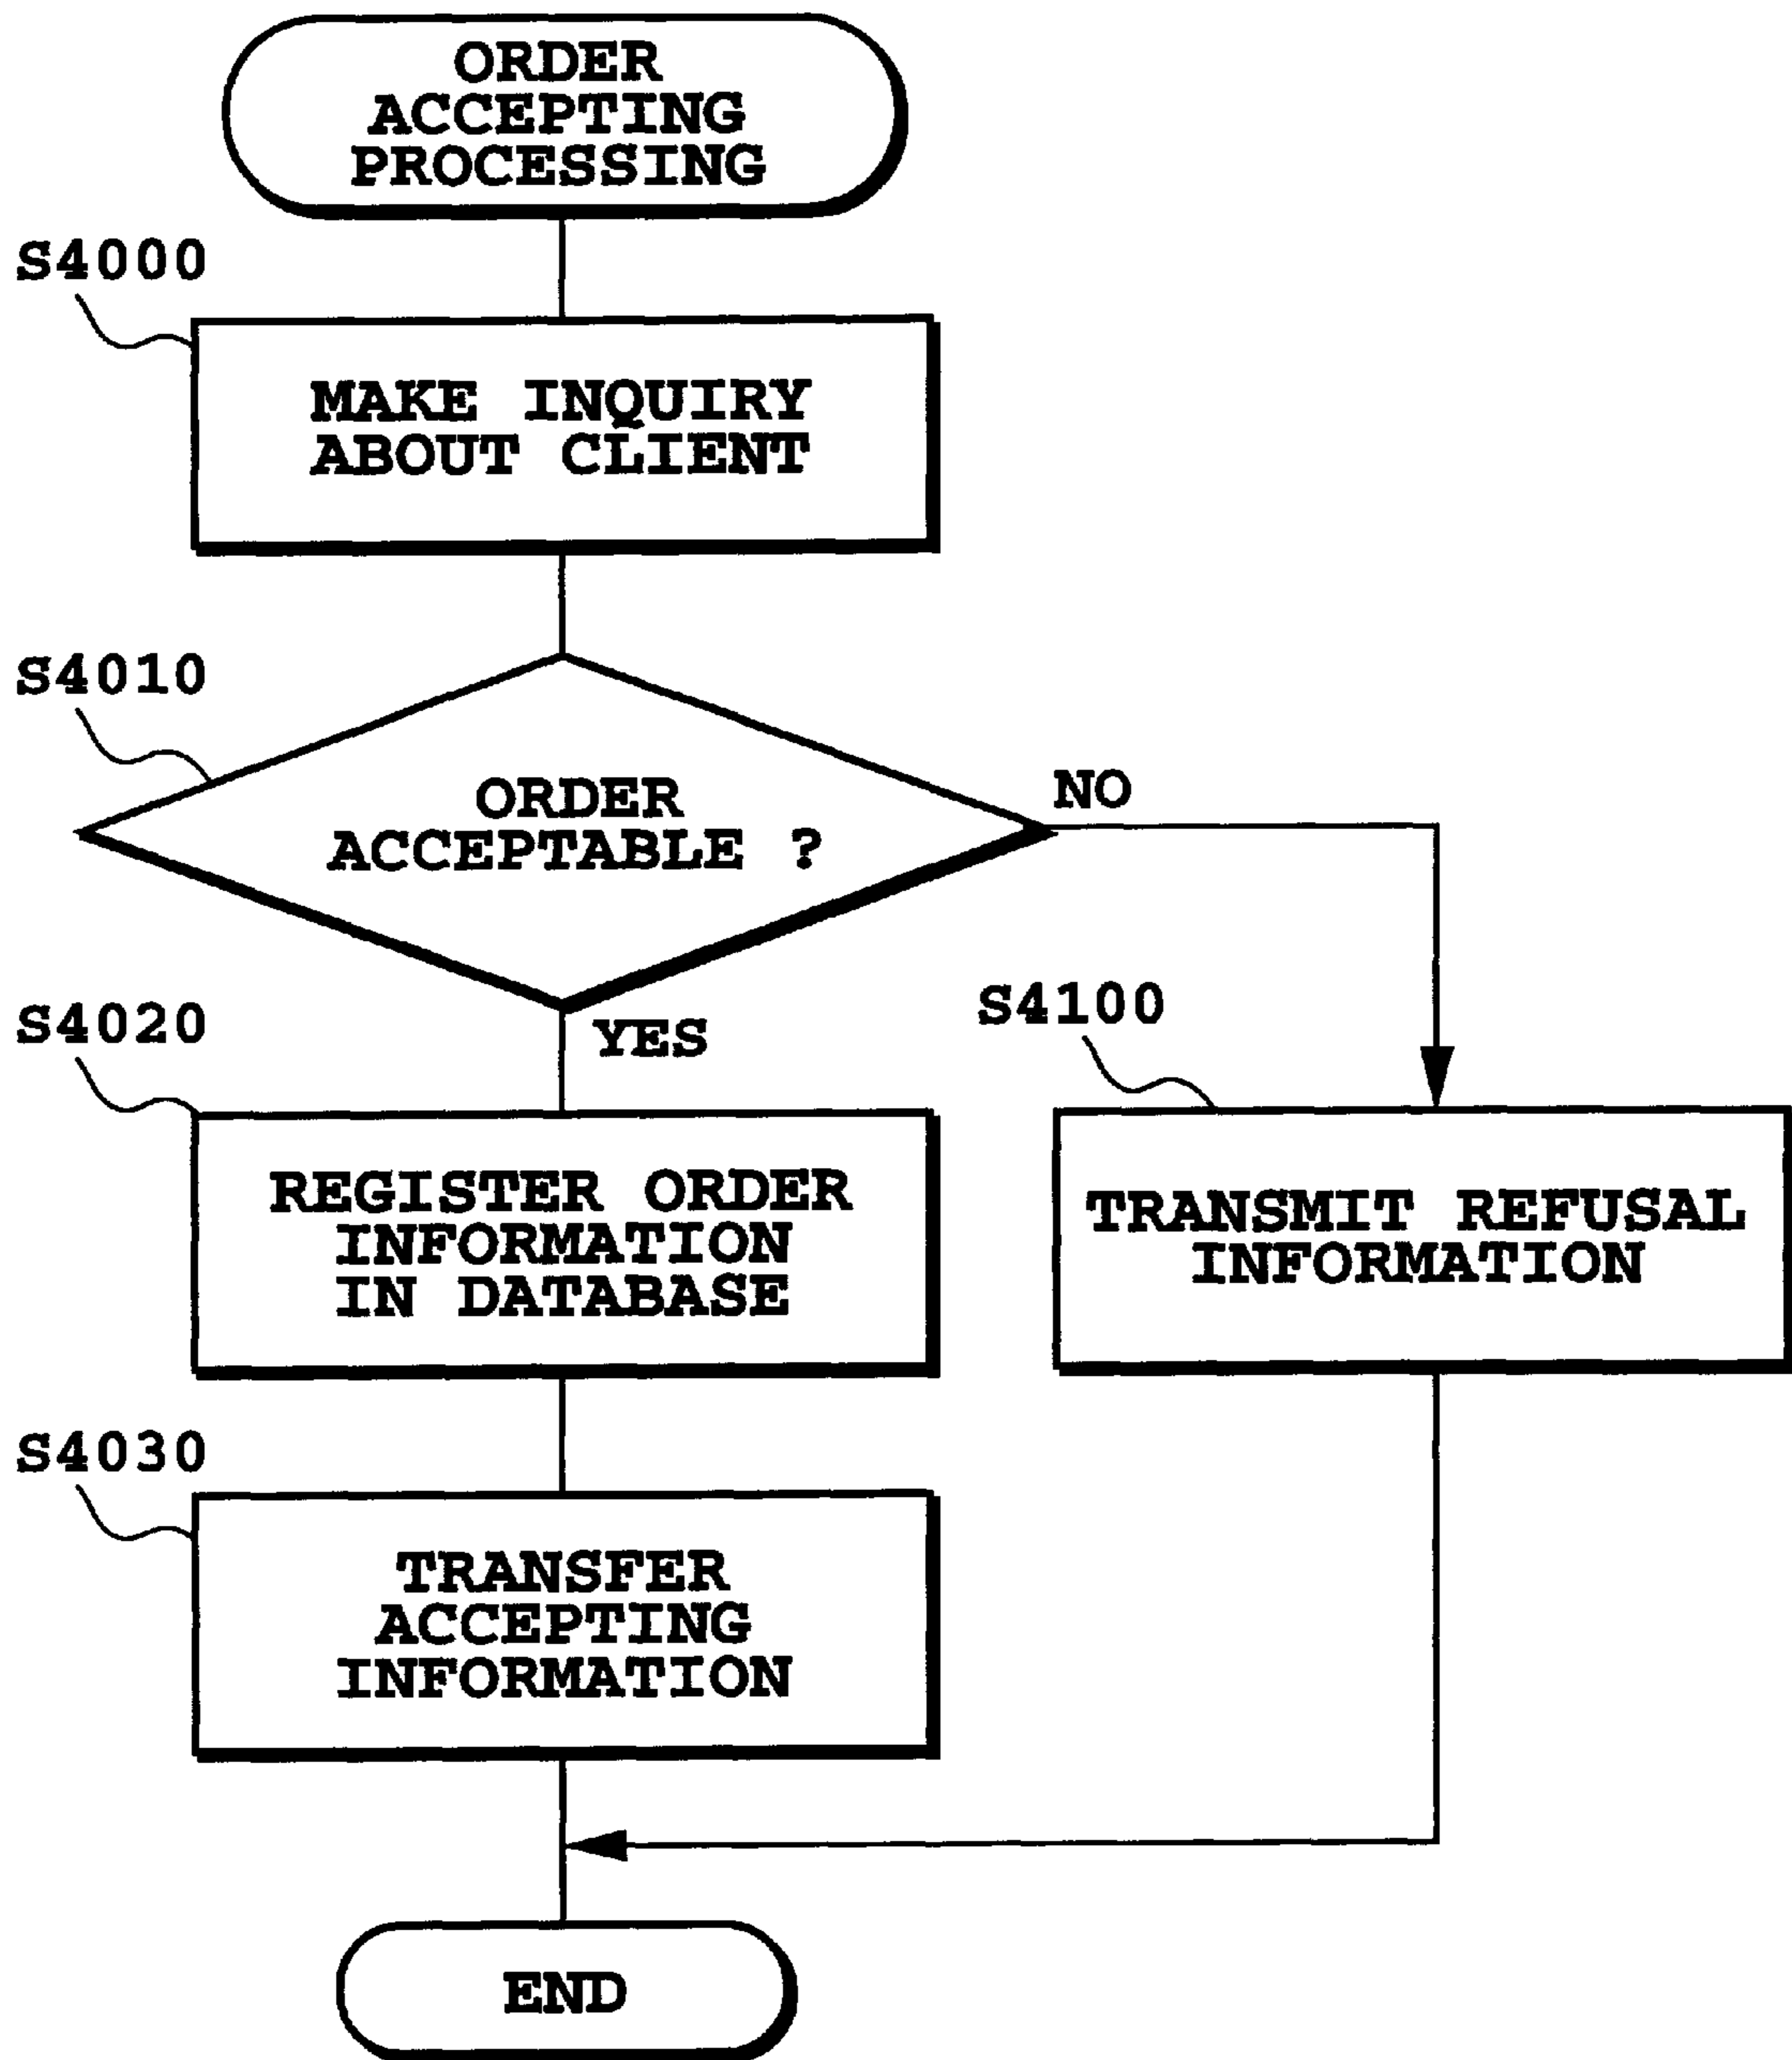 ORDER
ACCEPTING
PROCESSING
S4000
MAKE INQUIRY
ABOUT CLIENT
S4010
ORDER
ACCEPTABLE ?
NO
YES
S4020
REGISTER ORDER
INFORMATION
IN DATABASE
S4100
TRANSMIT REFUSAL
INFORMATION
S4030
TRANSFER
ACCEPTING
INFORMATION
END